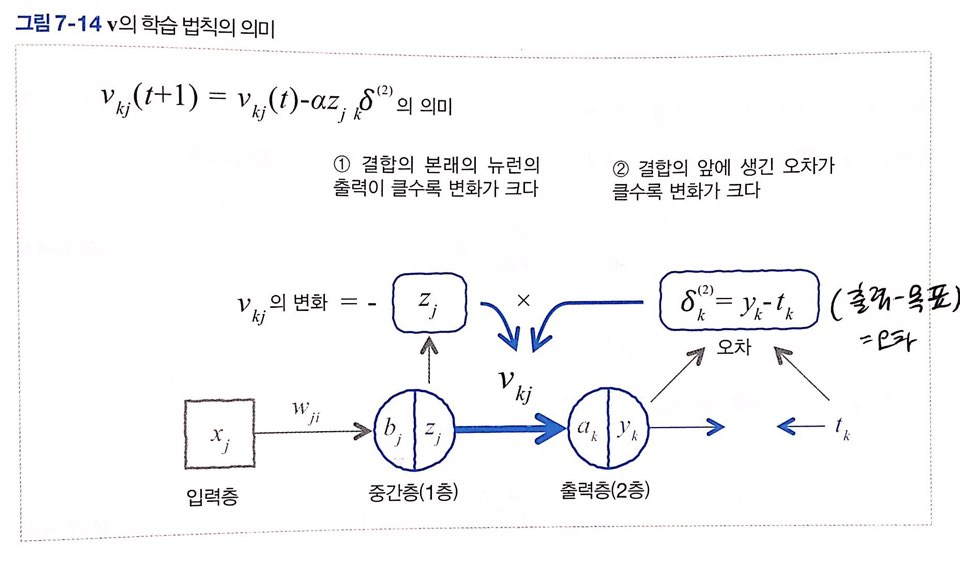 그림 7-14 v의 학습 법칙의 의미
v_kj(t+1) = v_kj(t)-αz_j δ_k^(2)의 의미
① 결합의 본래의 뉴런의
출력이 클수록 변화가 크다
② 결합의 앞에 생긴 오차가
클수록 변화가 크다
v_kj의 변화 = - z_j × δ_k^(2) = y_k-t_k (출력-목표)
오차 =오차
v_kj
x_j w_ji b_j z_j a_k y_k t_k
입력층 중간층(1층) 출력층(2층)